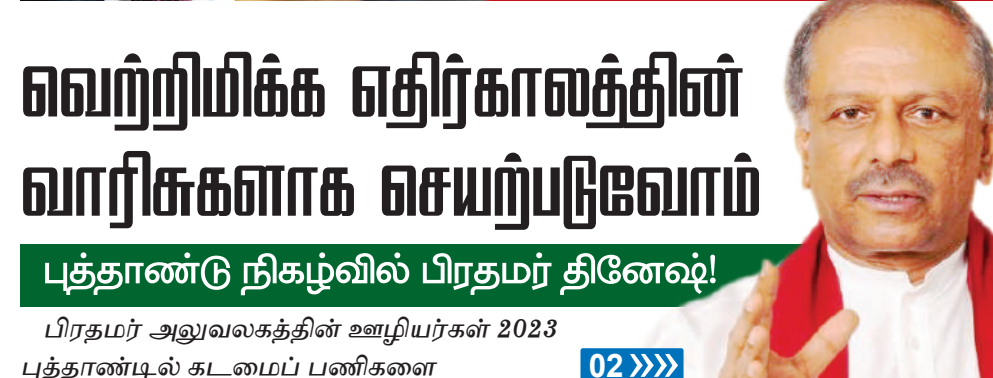 வெற்றிமிக்க எதிர்காலத்தின்
வாரிசுகளாக செயற்படுவோம்
புத்தாண்டு நிகழ்வில் பிரதமர் தினேஷ்!
பிரதமர் அலுவலகத்தின் ஊழியர்கள் 2023
புத்தாண்டில் கடமைப் பணிகளை
02 »»